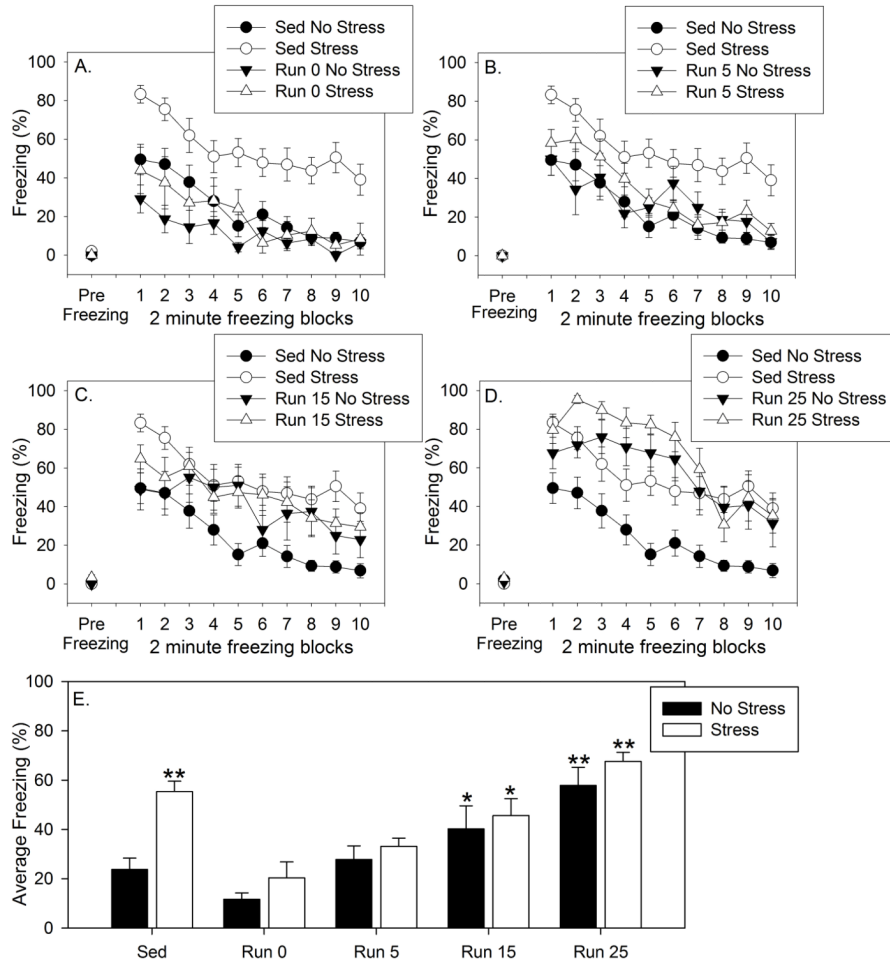 A.
Sed No Stress
Sed Stress
Run 0 No Stress
Run 0 Stress
Freezing (%)
100
80
60
40
20
0
Pre Freezing
1 2 3 4 5 6 7 8 9 10
2 minute freezing blocks
B.
Sed No Stress
Sed Stress
Run 5 No Stress
Run 5 Stress
Freezing (%)
100
80
60
40
20
0
Pre Freezing
1 2 3 4 5 6 7 8 9 10
2 minute freezing blocks
C.
Sed No Stress
Sed Stress
Run 15 No Stress
Run 15 Stress
Freezing (%)
100
80
60
40
20
0
Pre Freezing
1 2 3 4 5 6 7 8 9 10
2 minute freezing blocks
D.
Sed No Stress
Sed Stress
Run 25 No Stress
Run 25 Stress
Freezing (%)
100
80
60
40
20
0
Pre Freezing
1 2 3 4 5 6 7 8 9 10
2 minute freezing blocks
E.
No Stress
Stress
Average Freezing (%)
100
80
60
40
20
0
**
*
*
**
**
Sed Run 0 Run 5 Run 15 Run 25